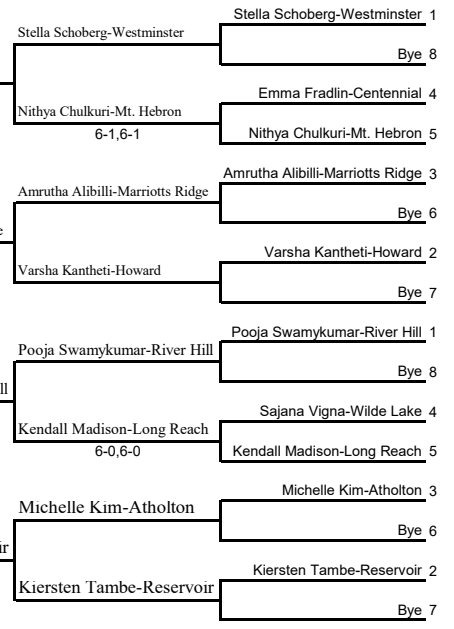 Stella Schoberg-Westminster 1
Stella Schoberg-Westminster
Bye 8
Emma Fradlin-Centennial 4
Nithya Chulkuri-Mt. Hebron
6-1,6-1
Nithya Chulkuri-Mt. Hebron 5
Amrutha Alibilli-Marriotts Ridge 3
Amrutha Alibilli-Marriotts Ridge
Bye 6
e
Varsha Kantheti-Howard 2
Varsha Kantheti-Howard
Bye 7
Pooja Swamykumar-River Hill 1
Pooja Swamykumar-River Hill
Bye 8
ll
Sajana Vigna-Wilde Lake 4
Kendall Madison-Long Reach
6-0,6-0
Kendall Madison-Long Reach 5
Michelle Kim-Atholton 3
Michelle Kim-Atholton
Bye 6
ir
Kiersten Tambe-Reservoir 2
Kiersten Tambe-Reservoir
Bye 7